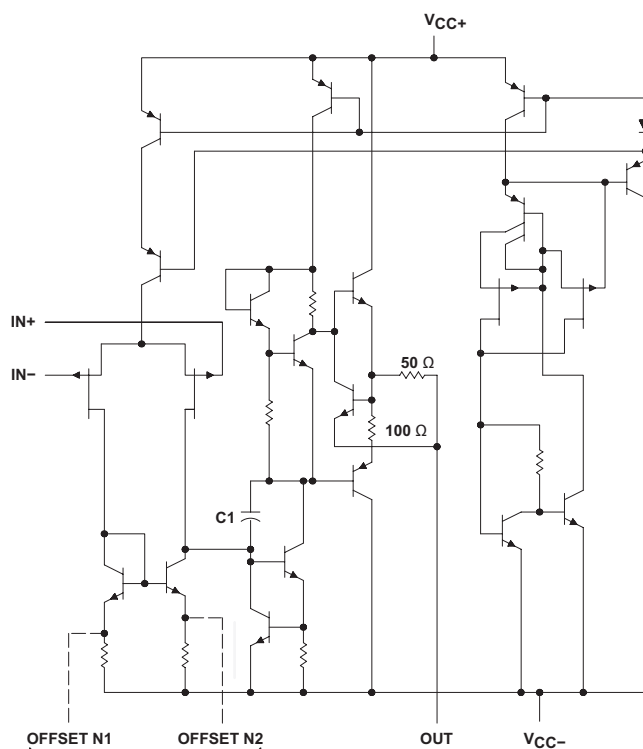 VCC+
IN+
IN−
50 Ω
100 Ω
C1
OFFSET N1
OFFSET N2
OUT
VCC−